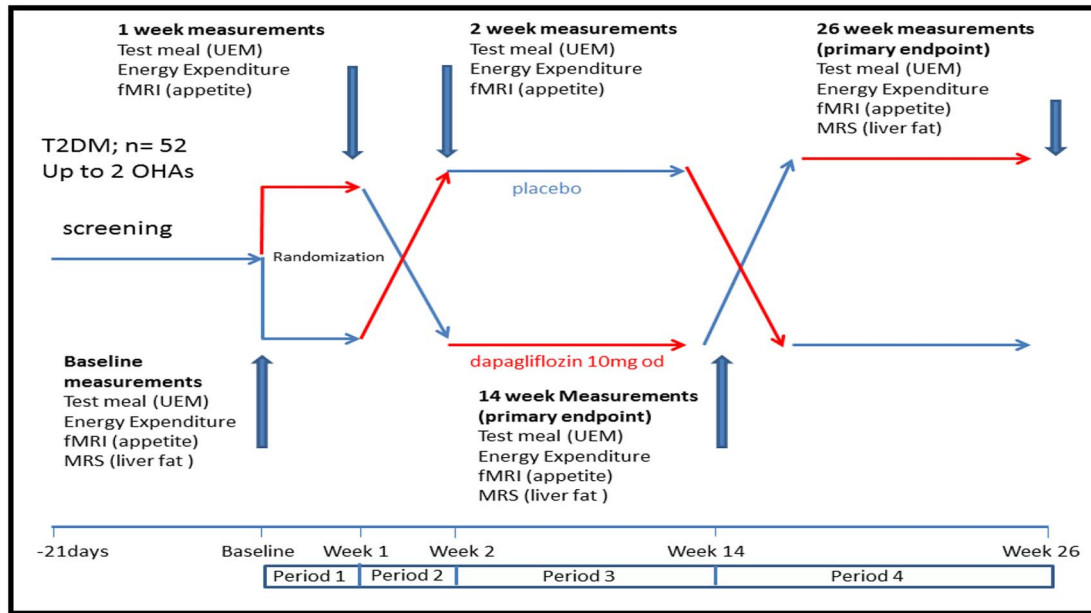 1 week measurements
Test meal (UEM)
Energy Expenditure
fMRI (appetite)
2 week measurements
Test meal (UEM)
Energy Expenditure
fMRI (appetite)
26 week measurements
(primary endpoint)
Test meal (UEM)
Energy Expenditure
fMRI (appetite)
MRS (liver fat)
T2DM; n= 52
Up to 2 OHAs
screening
Randomization
placebo
dapagliflozin 10mg od
Baseline
measurements
Test meal (UEM)
Energy Expenditure
fMRI (appetite)
MRS (liver fat )
14 week Measurements
(primary endpoint)
Test meal (UEM)
Energy Expenditure
fMRI (appetite)
MRS (liver fat )
-21days
Baseline
Week 1
Week 2
Week 14
Week 26
Period 1
Period 2
Period 3
Period 4